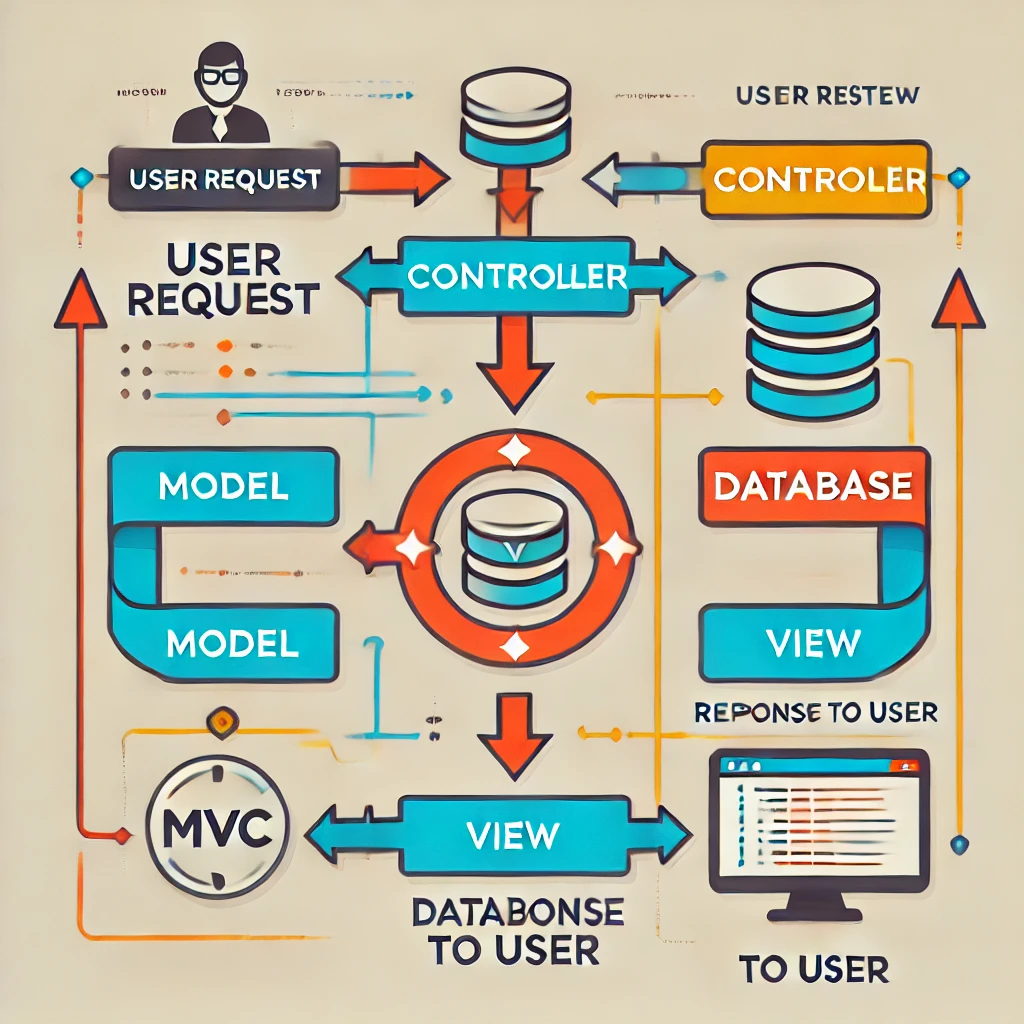 USER RESTEW
USER REQUEST
CONTROLER
USER
REQUEST
CONTROLLER
MODEL
DATABASE
V
MODEL
VIEW
REPONSE TO USER
MVC
VIEW
DATABONSE
TO USER
TO USER